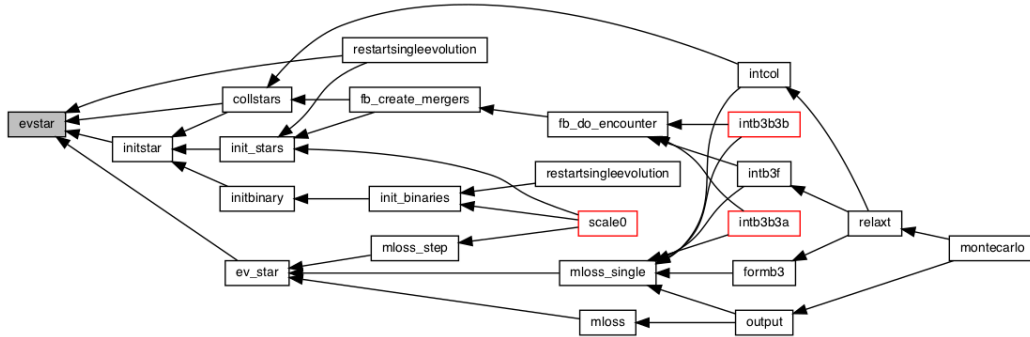 evstar
restartsingleevolution
collstars
initstar
init_stars
initbinary
ev_star
fb_create_mergers
init_binaries
mloss_step
fb_do_encounter
restartsingleevolution
scale0
mloss_single
mloss
intcol
intb3b3b
intb3f
intb3b3a
formb3
output
relaxt
montecarlo